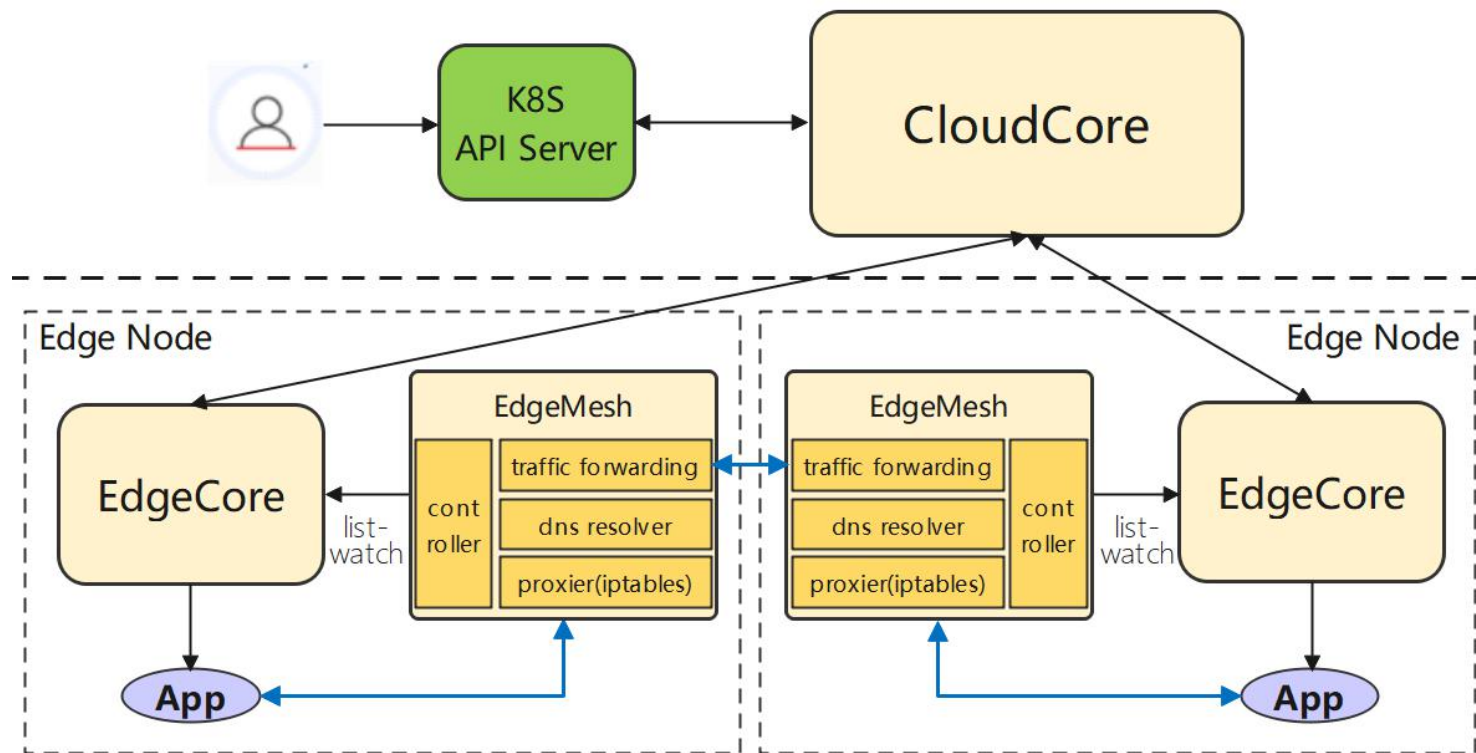 K8S
API Server
CloudCore
Edge Node
Edge Node
EdgeMesh
EdgeMesh
EdgeCore
list-
watch
cont
roller
traffic forwarding
dns resolver
proxier(iptables)
traffic forwarding
dns resolver
proxier(iptables)
cont
roller
list-
watch
EdgeCore
App
App